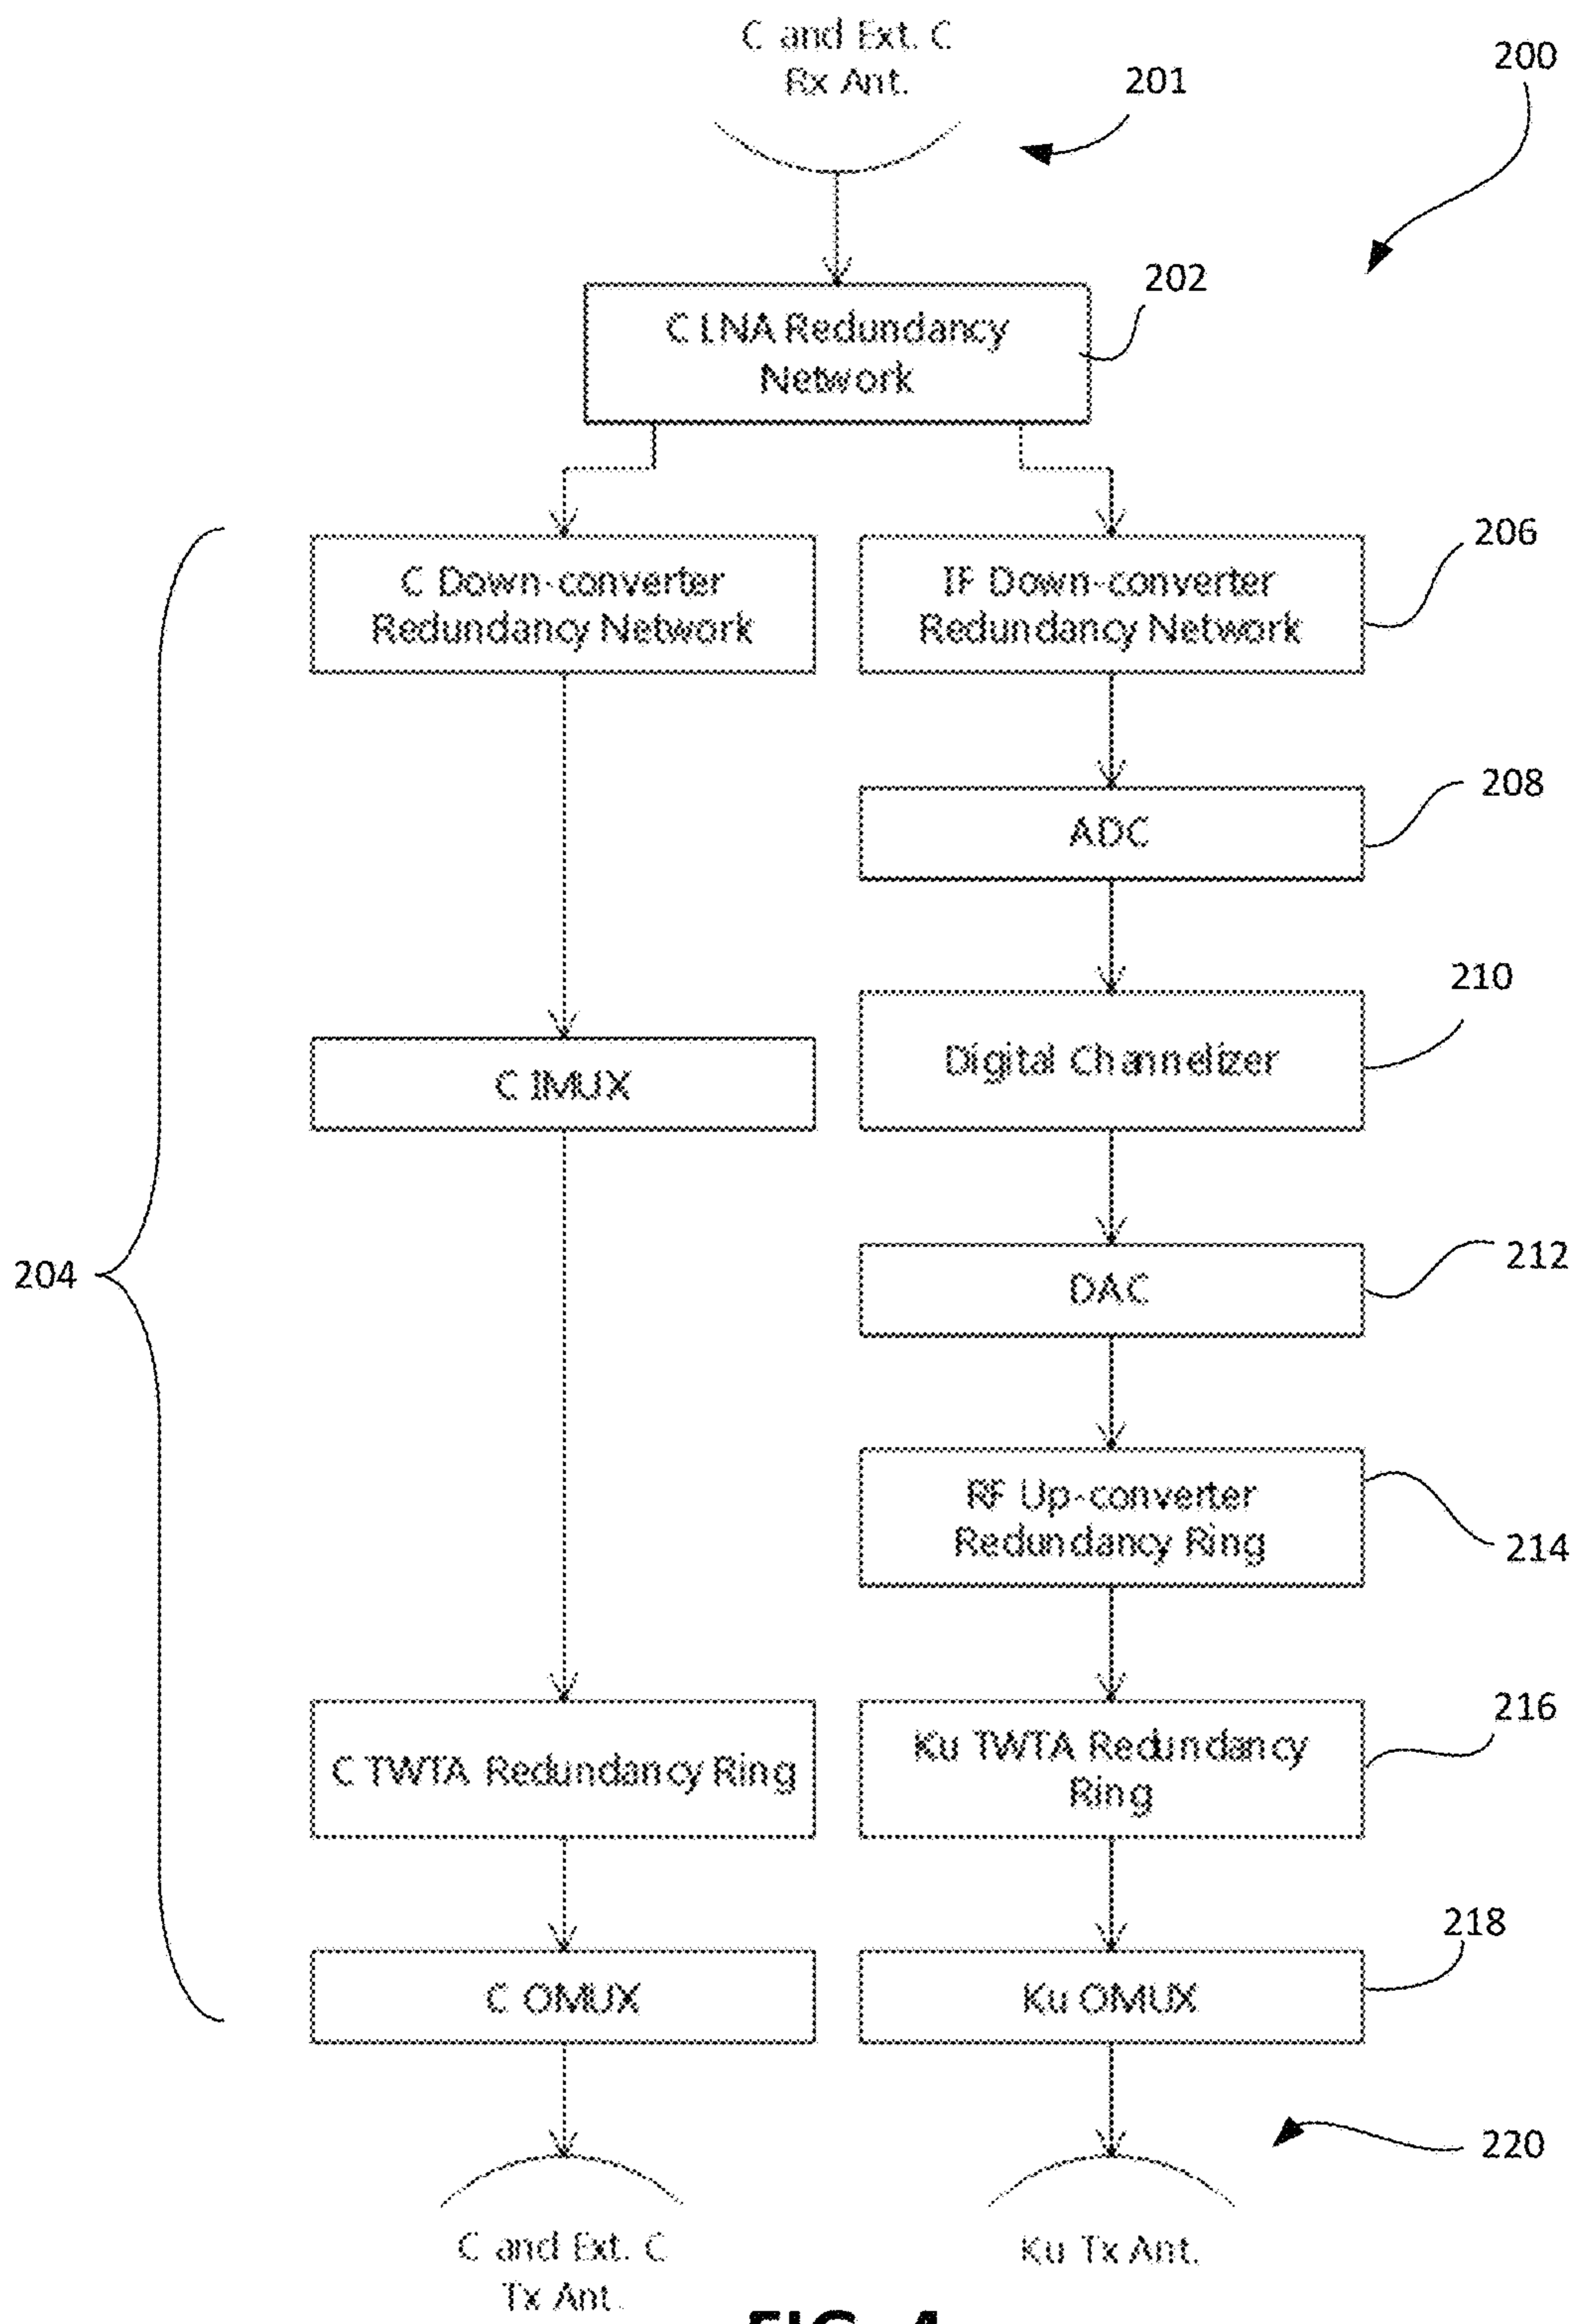 C and Ext. C
Rx Ant.
201
200
202
C LNA Redundancy
Network
206
C Down-converter
Redundancy Network
IF Down-converter
Redundancy Network
208
ADC
210
Digital Channelizer
C IMUX
204
212
DAC
RF Up-converter
Redundancy Ring
214
216
C TWTA Redundancy Ring
Ku TWTA Redundancy
Ring
218
C OMUX
Ku OMUX
220
C and Ext. C
Tx Ant.
Ku Tx Ant.
FIG. 4